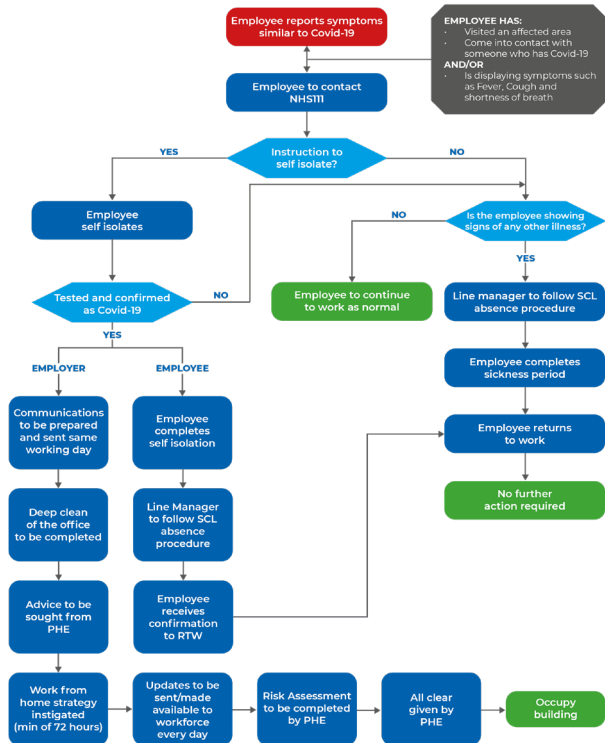 Employee reports symptoms
similar to Covid-19
EMPLOYEE HAS:
· Visited an affected area
· Come into contact with
someone who has Covid-19
AND/OR
· Is displaying symptoms such
as Fever, Cough and
shortness of breath
Employee to contact
NHS111
YES
Instruction to
self isolate?
NO
Employee
self isolates
NO
Is the employee showing
signs of any other illness?
YES
Tested and confirmed
as Covid-19
NO
Employee to continue
to work as normal
Line manager to follow SCL
absence procedure
YES
EMPLOYER
EMPLOYEE
Employee completes
sickness period
Communications
to be prepared
and sent same
working day
Employee
completes
self isolation
Employee returns
to work
Deep clean
of the office
to be completed
Line Manager
to follow SCL
absence
procedure
No further
action required
Advice to be
sought from
PHE
Employee
receives
confirmation
to RTW
Work from
home strategy
instigated
(min of 72 hours)
Updates to be
sent/made
available to
workforce
every day
Risk Assessment
to be completed
by PHE
All clear
given by
PHE
Occupy
building